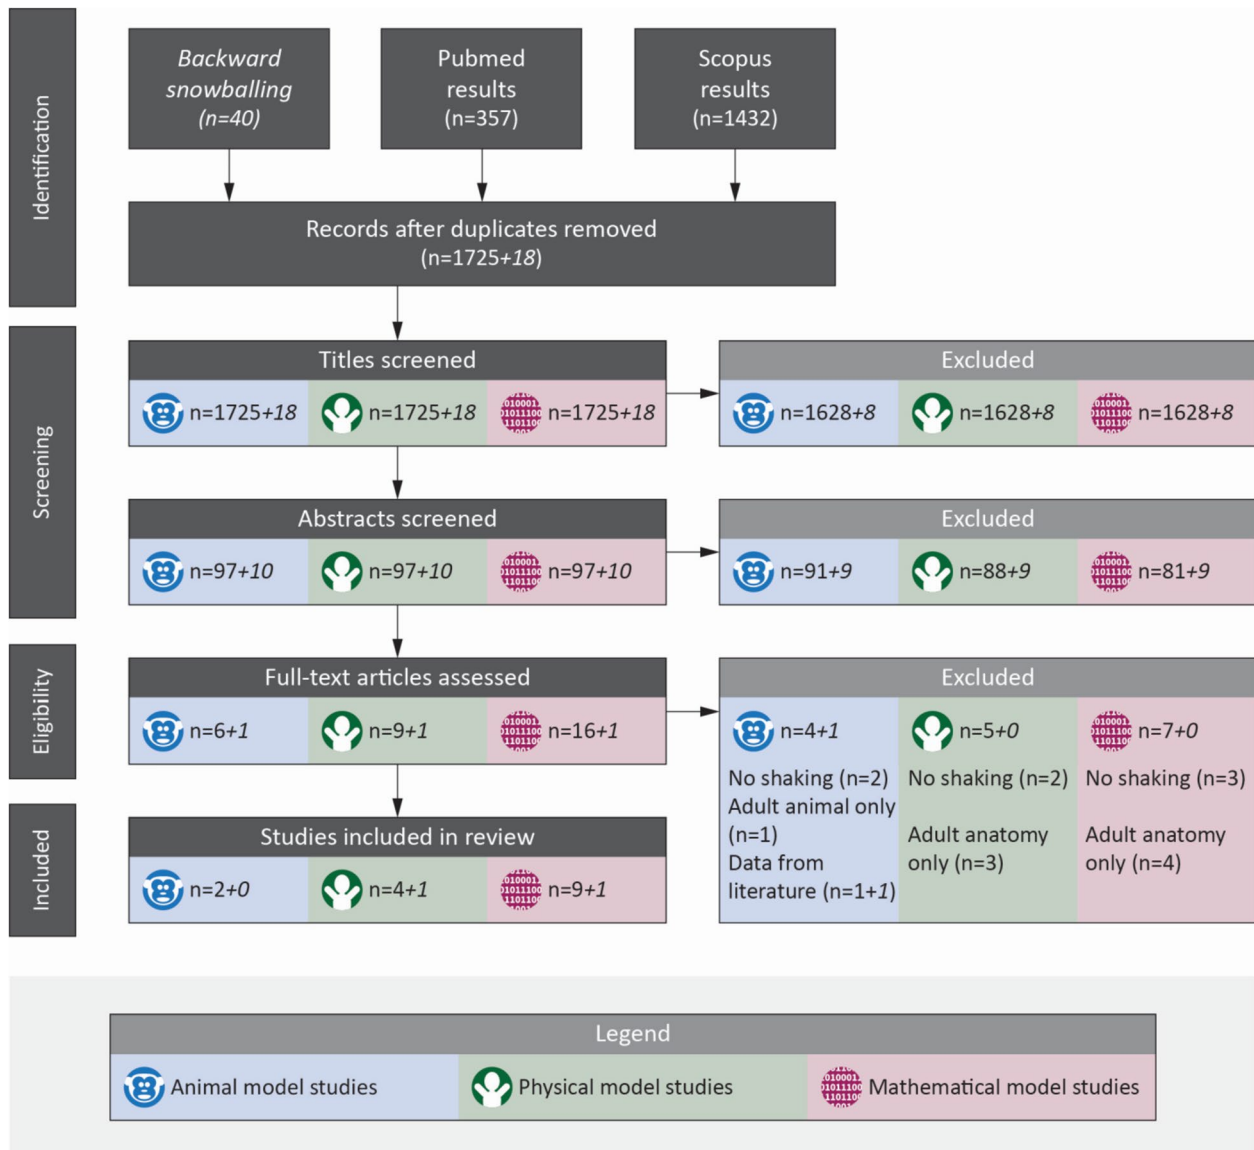 Identification
Backward
snowballing
(n=40)
Pubmed
results
(n=357)
Scopus
results
(n=1432)
Records after duplicates removed
(n=1725+18)
Screening
Titles screened
n=1725+18
n=1725+18
n=1725+18
Excluded
n=1628+8
n=1628+8
n=1628+8
Abstracts screened
n=97+10
n=97+10
n=97+10
Excluded
n=91+9
n=88+9
n=81+9
Eligibility
Full-text articles assessed
n=6+1
n=9+1
n=16+1
Excluded
n=4+1
No shaking (n=2)
Adult animal only
(n=1)
Data from
literature (n=1+1)
n=5+0
No shaking (n=2)
Adult anatomy
only (n=3)
n=7+0
No shaking (n=3)
Adult anatomy
only (n=4)
Included
Studies included in review
n=2+0
n=4+1
n=9+1
Legend
Animal model studies
Physical model studies
Mathematical model studies